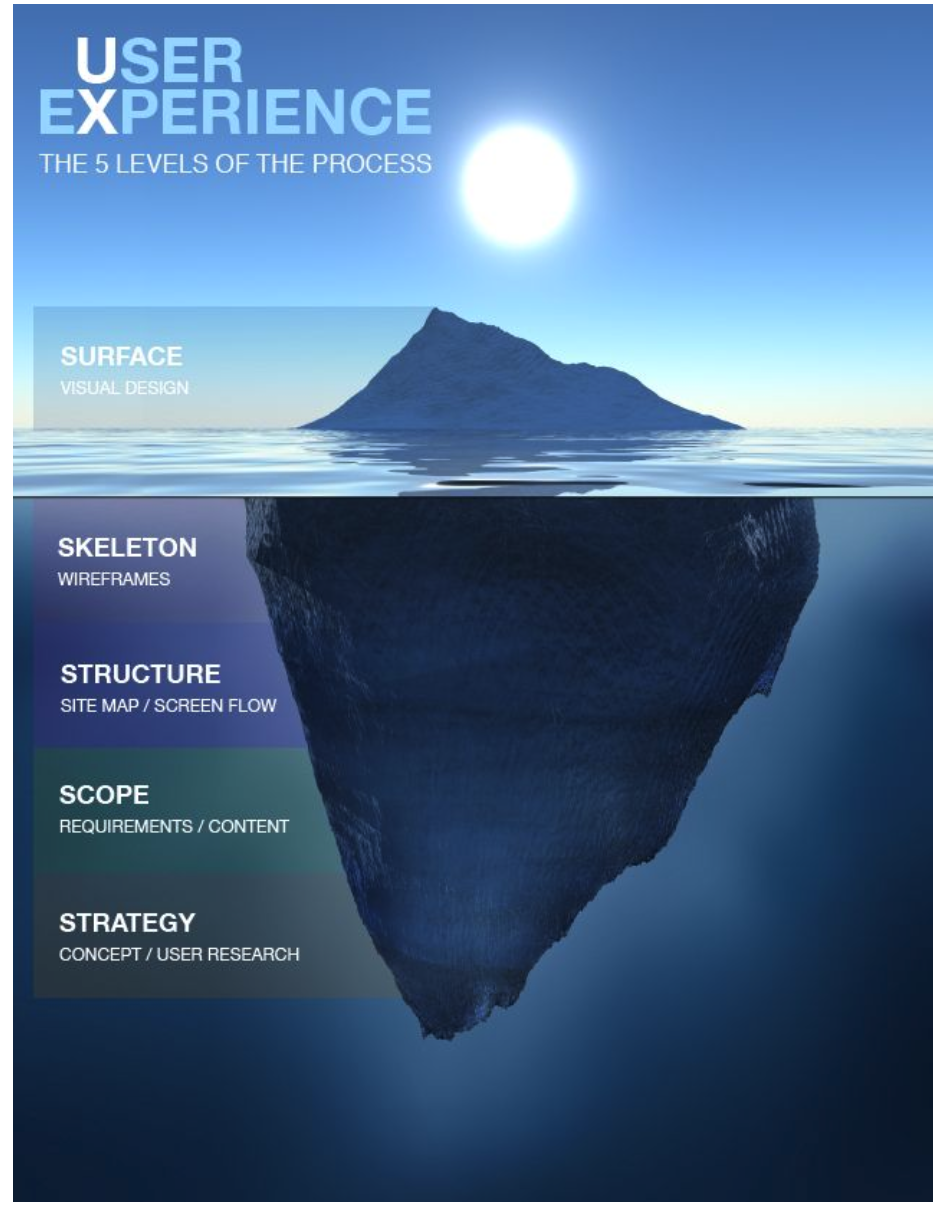 USER
EXPERIENCE
THE 5 LEVELS OF THE PROCESS
SURFACE
VISUAL DESIGN
SKELETON
WIREFRAMES
STRUCTURE
SITE MAP / SCREEN FLOW
SCOPE
REQUIREMENTS / CONTENT
STRATEGY
CONCEPT / USER RESEARCH